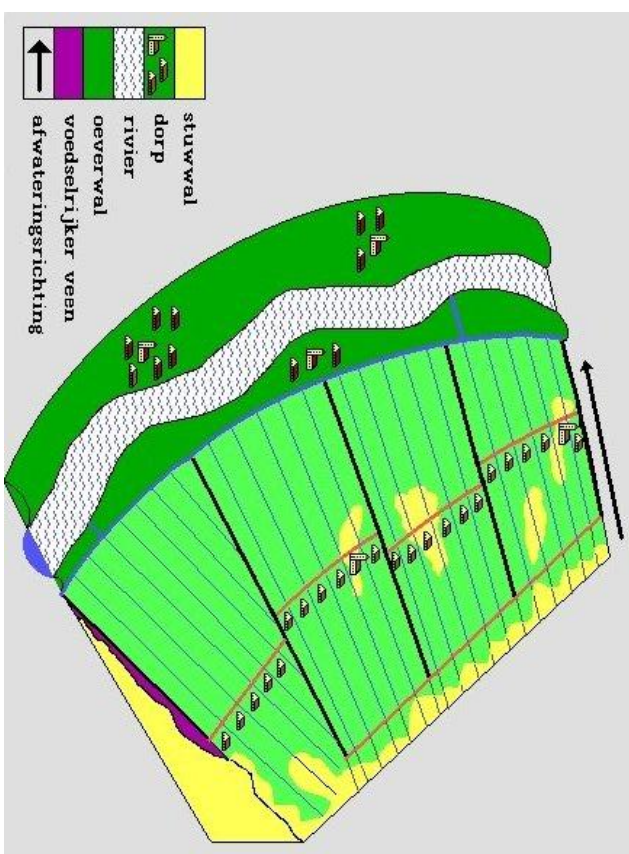 stuwwal
dorp
rivier
oeverwal
voedselrijker veen
afwateringsrichting